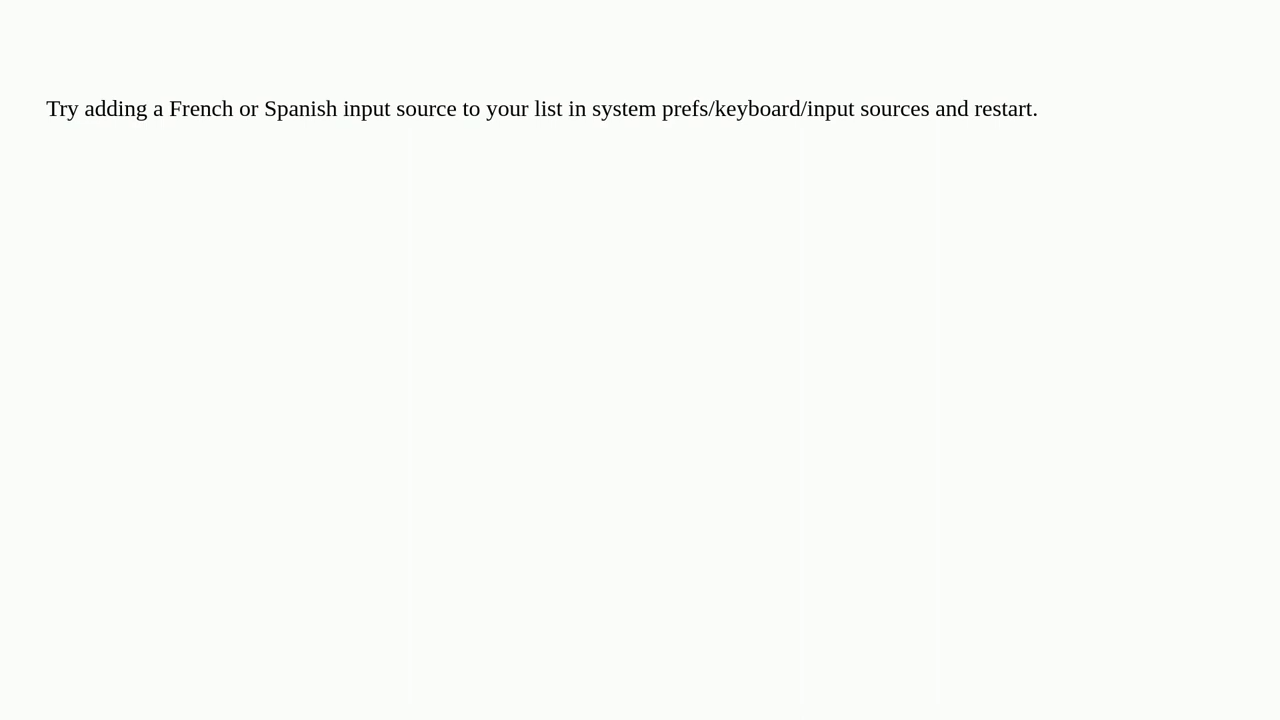 Try adding a French or Spanish input source to your list in system prefs/keyboard/input sources and restart.